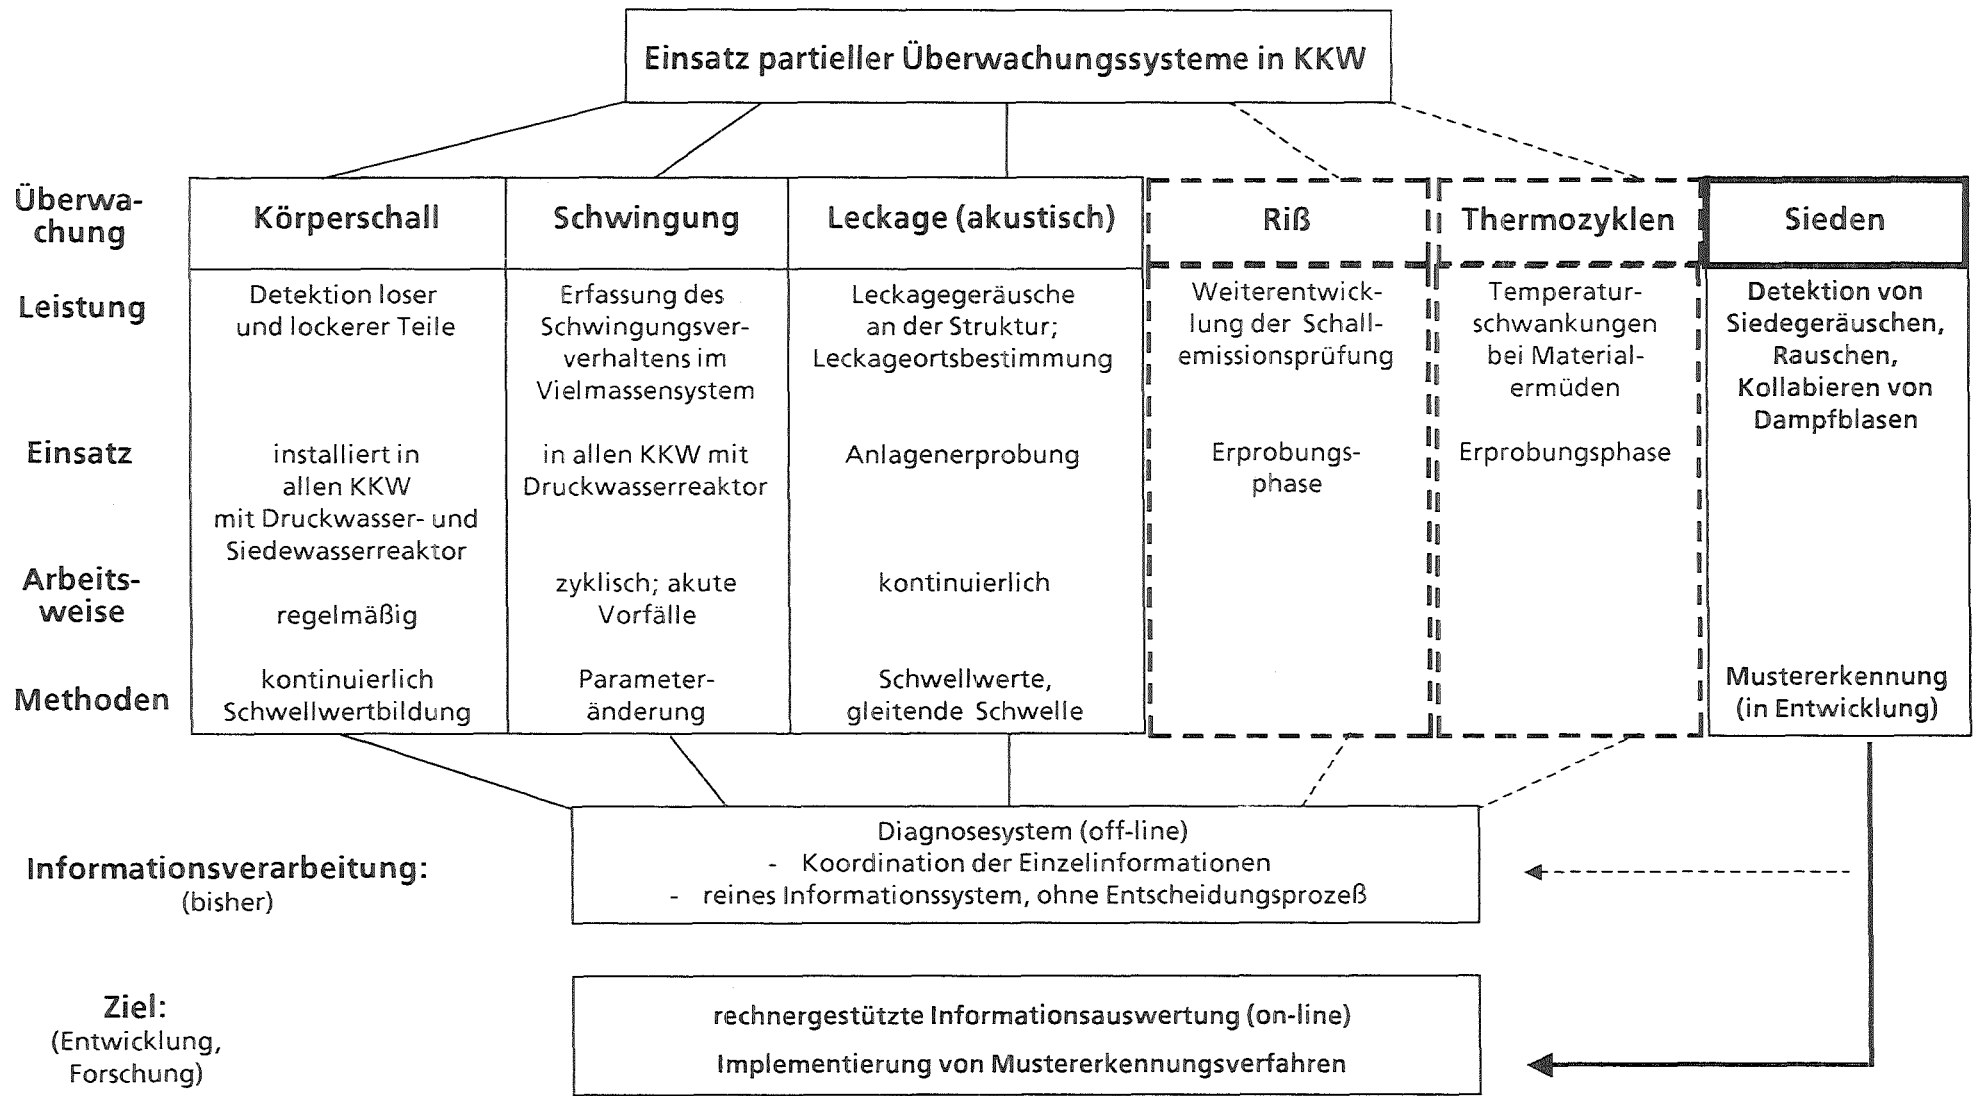 Einsatz partieller Überwachungssysteme in KKW
Überwa-
chung
Körperschall
Schwingung
Leckage (akustisch)
Riß
Thermozyklen
Sieden
Leistung
Detektion loser
und lockerer Teile
Erfassung des
Schwingungsver-
verhaltens im
Vielmassensystem
Leckagegeräusche
an der Struktur;
Leckageortsbestimmung
Weiterentwick-
lung der Schall-
emissionsprüfung
Temperatur-
schwankungen
bei Material-
ermüden
Detektion von
Siedegeräuschen,
Rauschen,
Kollabieren von
Dampfblasen
Einsatz
installiert in
allen KKW
mit Druckwasser- und
Siedewasserreaktor
in allen KKW mit
Druckwasserreaktor
Anlagenerprobung
Erprobungs-
phase
Erprobungsphase
Arbeits-
weise
regelmäßig
zyklisch; akute
Vorfälle
kontinuierlich
Methoden
kontinuierlich
Schwellwertbildung
Parameter-
änderung
Schwellwerte,
gleitende Schwelle
Mustererkennung
(in Entwicklung)
Informationsverarbeitung:
(bisher)
Diagnosesystem (off-line)
- Koordination der Einzelinformationen
- reines Informationssystem, ohne Entscheidungsprozeß
Ziel:
(Entwicklung,
Forschung)
rechnergestützte Informationsauswertung (on-line)
Implementierung von Mustererkennungsverfahren